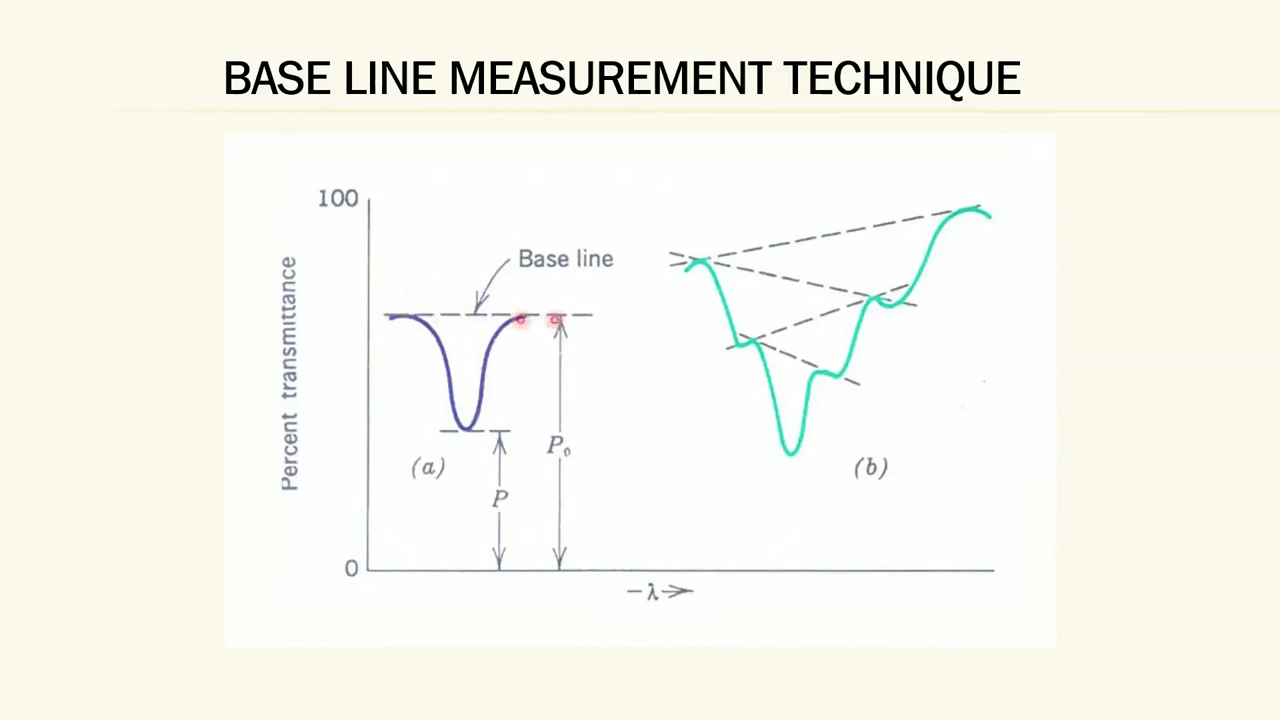 BASE LINE MEASUREMENT TECHNIQUE
100
Base line
Percent transmittance
P₀
(a)
(b)
P
0
–λ→